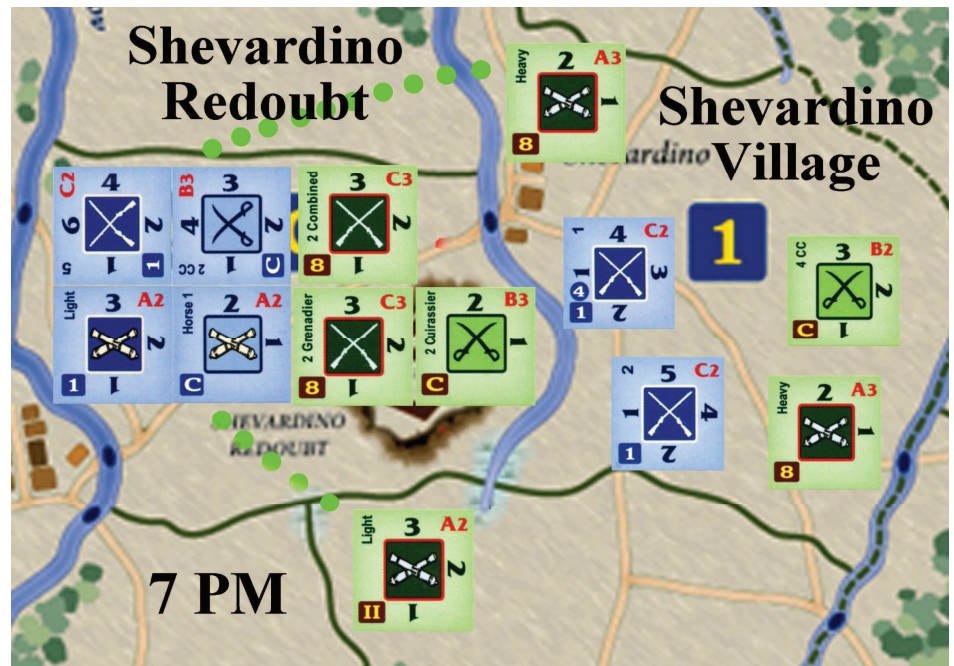 Shevardino
Redoubt
Shevardino
Village
Heavy
2
A3
1
8
C2
4
6
2
5
1
1
B3
3
4
2
2 CC
1
C
2 Combined
3
C3
2
8
1
4
C2
1
3
4
1
2
1
4 CC
3
B2
2
C
1
Light
3
A2
2
1
1
Horse 1
2
A2
1
C
2 Grenadier
3
C3
2
8
1
2 Cuirassier
2
B3
1
C
2
5
C2
1
4
1
2
Heavy
2
A3
1
8
SHEVARDINO
REDOUBT
Light
3
A2
2
II
1
7 PM